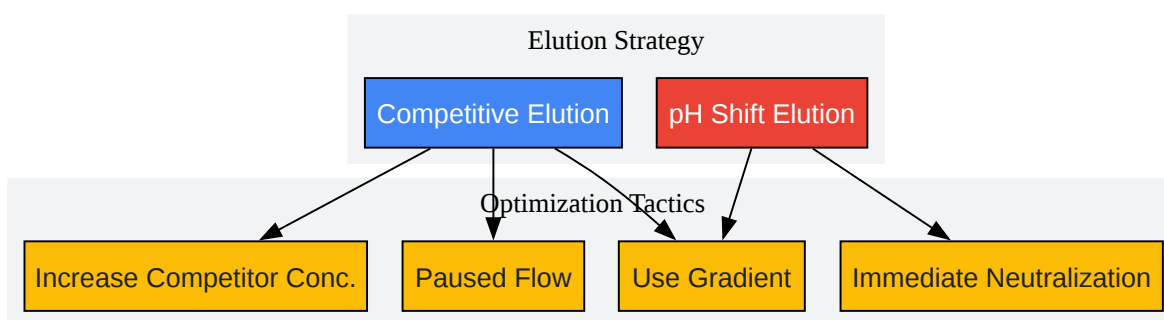 Elution Strategy
Competitive Elution
pH Shift Elution
Optimization Tactics
Increase Competitor Conc.
Paused Flow
Use Gradient
Immediate Neutralization